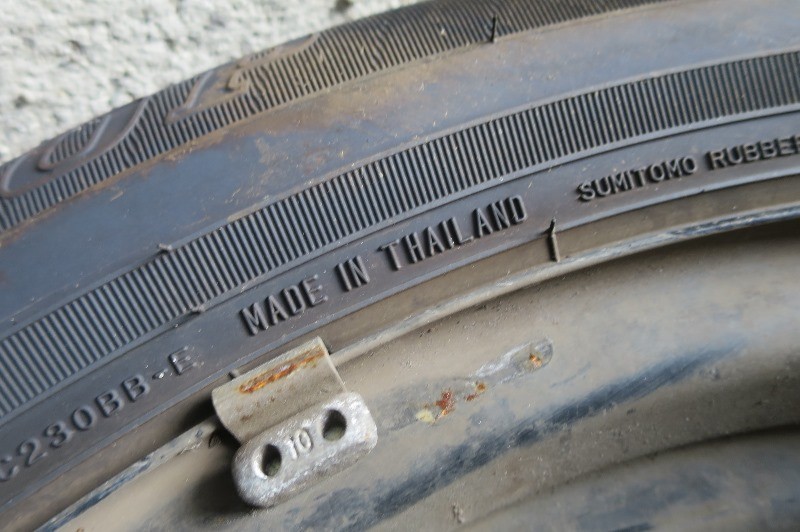 C230BB-E
MADE IN THAILAND
SUMITOMO RUBBER
10